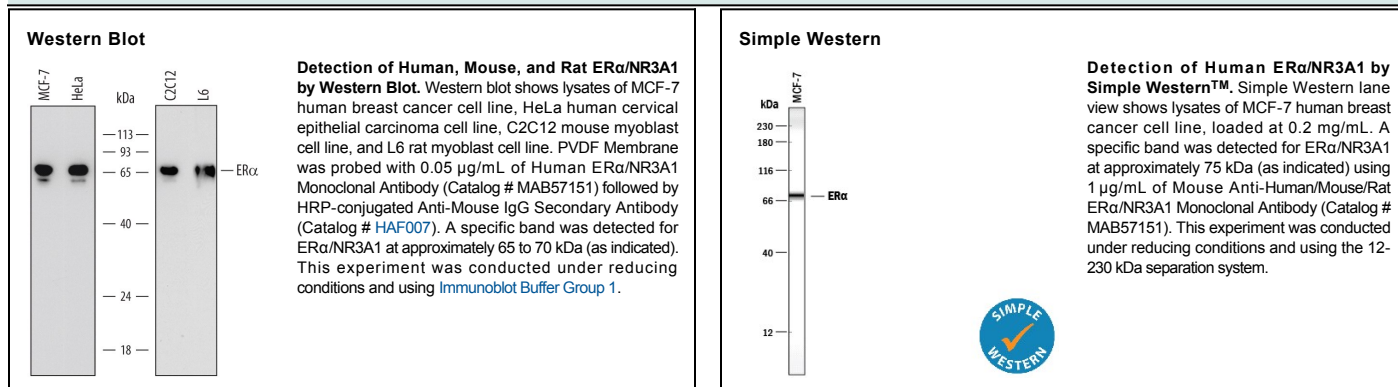 Western Blot
MCF-7
HeLa
kDa
C2C12
L6
113
93
65
ERα
40
24
18
Detection of Human, Mouse, and Rat ERα/NR3A1
by Western Blot. Western blot shows lysates of MCF-7
human breast cancer cell line, HeLa human cervical
epithelial carcinoma cell line, C2C12 mouse myoblast
cell line, and L6 rat myoblast cell line. PVDF Membrane
was probed with 0.05 µg/mL of Human ERα/NR3A1
Monoclonal Antibody (Catalog # MAB57151) followed by
HRP-conjugated Anti-Mouse IgG Secondary Antibody
(Catalog # HAF007). A specific band was detected for
ERα/NR3A1 at approximately 65 to 70 kDa (as indicated).
This experiment was conducted under reducing
conditions and using Immunoblot Buffer Group 1.
Simple Western
MCF-7
kDa
230
180
116
66
ERα
40
12
SIMPLE
WESTERN
Detection of Human ERα/NR3A1 by
Simple Western™. Simple Western lane
view shows lysates of MCF-7 human breast
cancer cell line, loaded at 0.2 mg/mL. A
specific band was detected for ERα/NR3A1
at approximately 75 kDa (as indicated) using
1 µg/mL of Mouse Anti-Human/Mouse/Rat
ERα/NR3A1 Monoclonal Antibody (Catalog #
MAB57151). This experiment was conducted
under reducing conditions and using the 12-
230 kDa separation system.